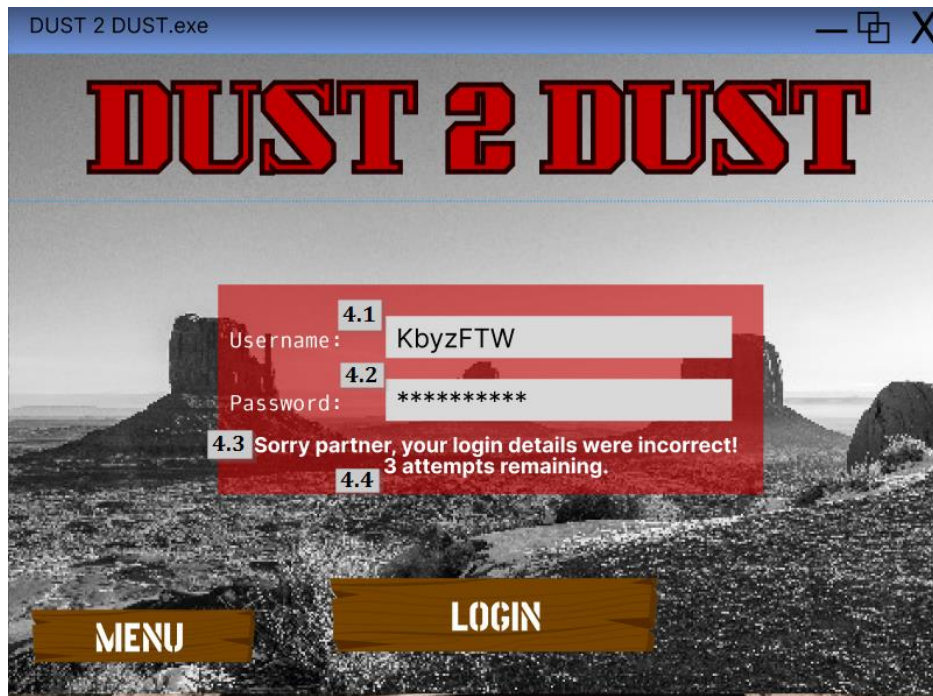 DUST 2 DUST.exe
DUST 2 DUST
4.1
Username: KbyzFTW
4.2
Password: **********
4.3 Sorry partner, your login details were incorrect!
3 attempts remaining.
4.4
LOGIN
MENU